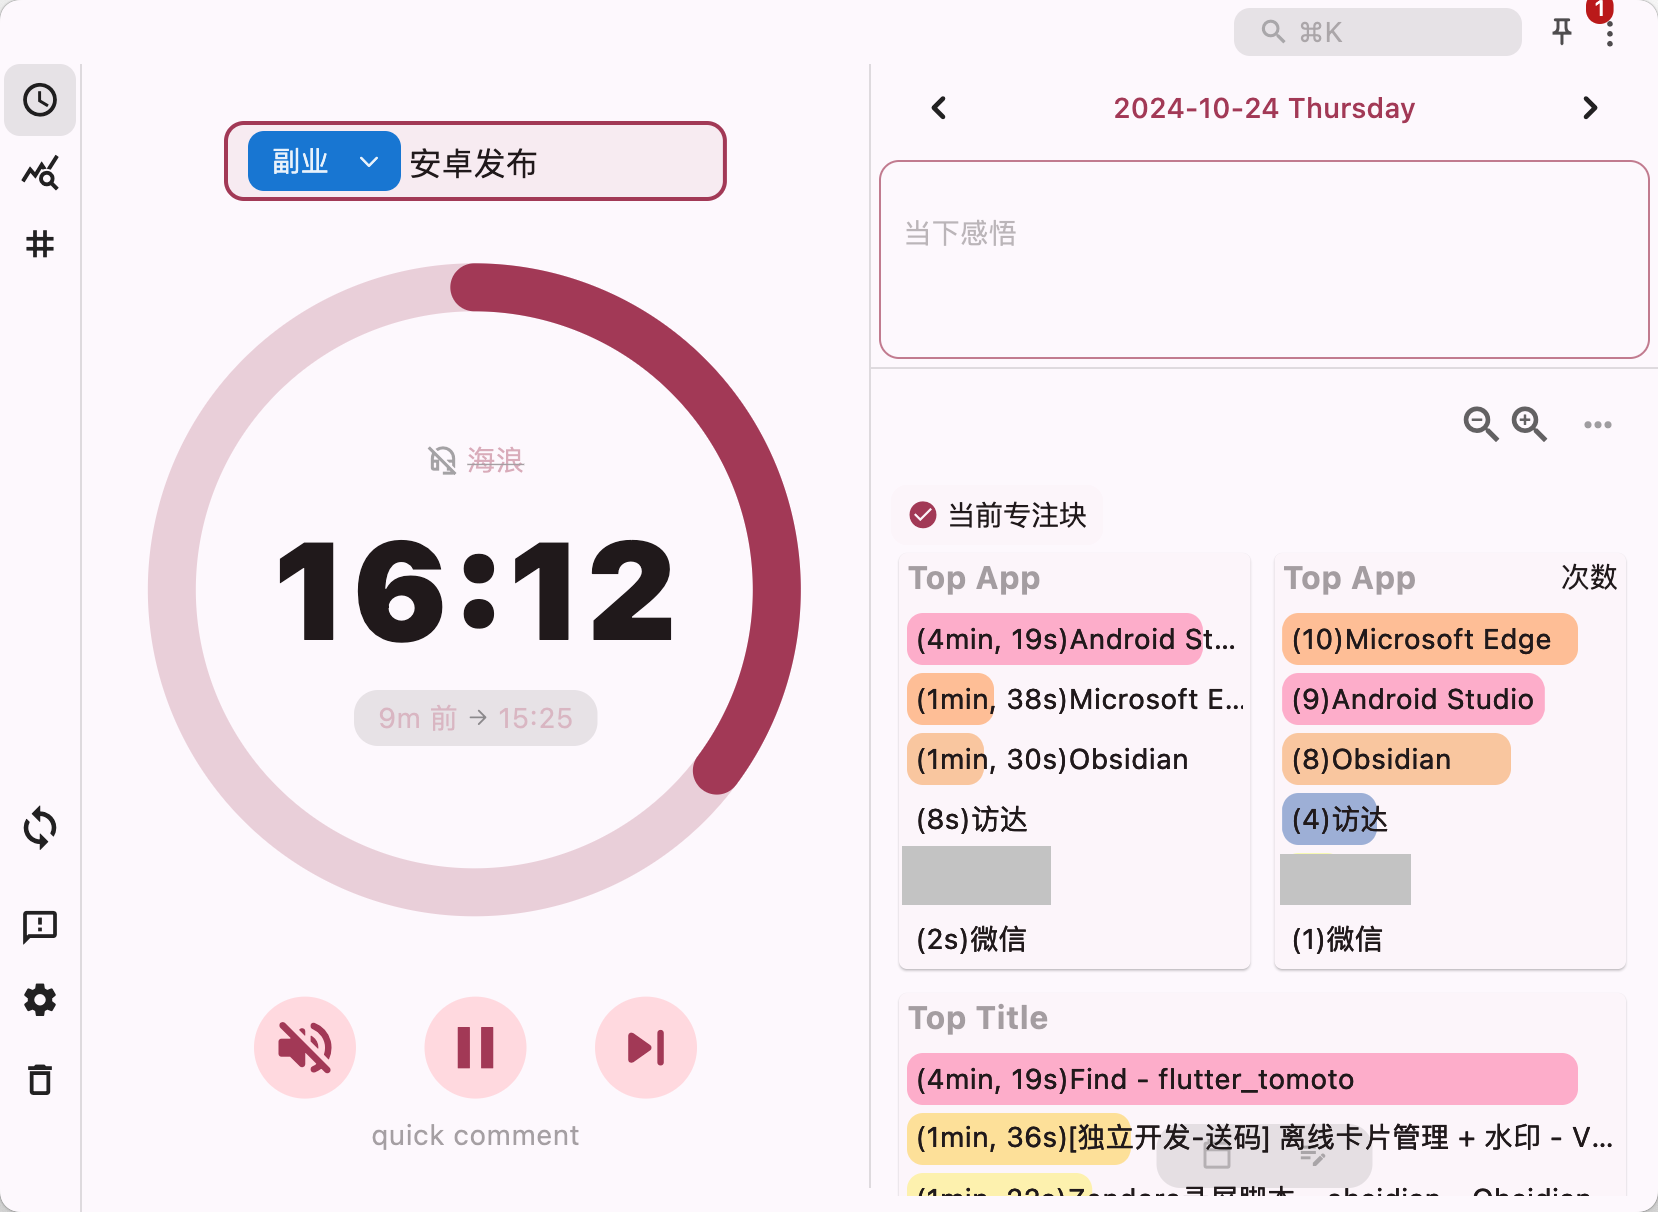 ⌘K
1
副业 安卓发布
海浪
16:12
9m 前 → 15:25
quick comment
2024-10-24 Thursday
当下感悟
当前专注块
Top App
(4min, 19s)Android St...
(1min, 38s)Microsoft E...
(1min, 30s)Obsidian
(8s)访达
(2s)微信
Top App 次数
(10)Microsoft Edge
(9)Android Studio
(8)Obsidian
(4)访达
(1)微信
Top Title
(4min, 19s)Find - flutter_tomoto
(1min, 36s)[独立开发-送码] 离线卡片管理 + 水印 - V...